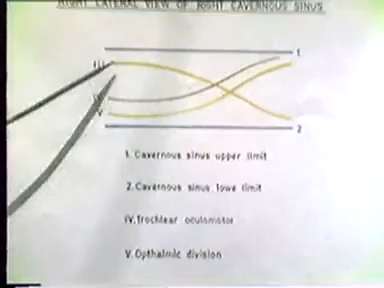 RIGHT LATERAL VIEW OF RIGHT CAVERNOUS SINUS
1
III
IV
V
2
1. Cavernous sinus upper limit
2. Cavernous sinus lowe limit
IV. Trochlear oculomotor
V. Opthalmic division